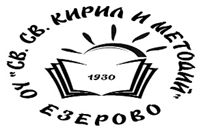 ОУ "СВ. СВ. КИРИЛ И МЕТОДИЙ"
1930
ЕЗЕРОВО